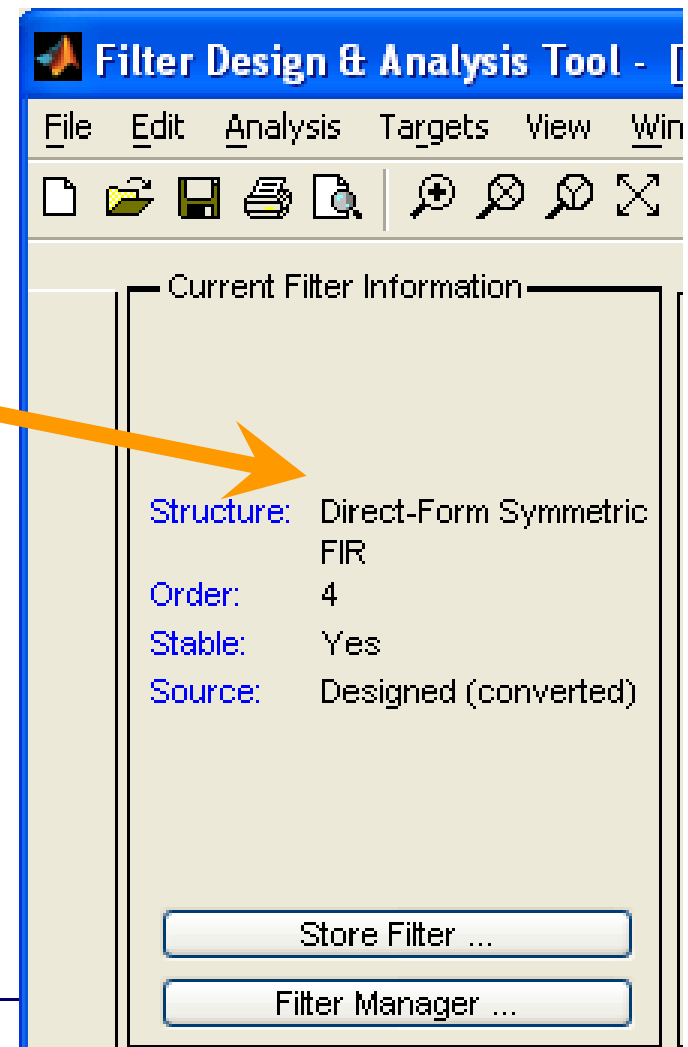 Filter Design & Analysis Tool - [
File Edit Analysis Targets View Win
Current Filter Information
Structure: Direct-Form Symmetric
FIR
Order: 4
Stable: Yes
Source: Designed (converted)
Store Filter ...
Filter Manager ...